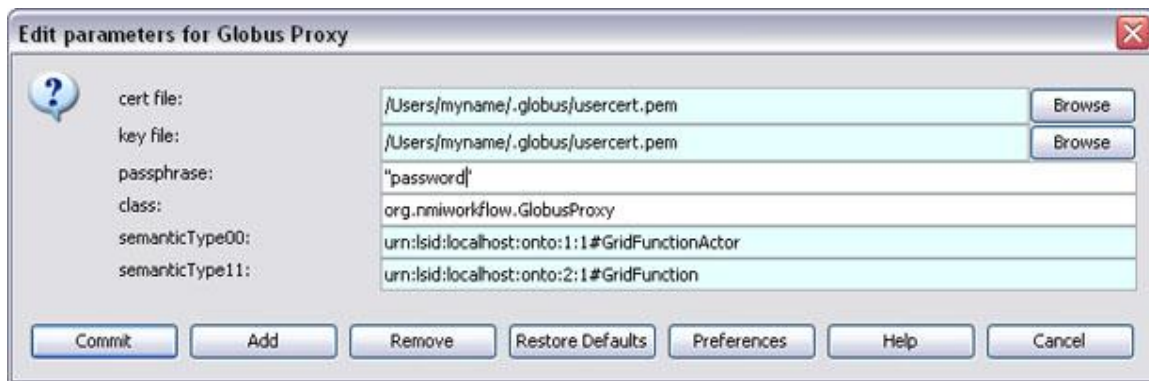 Edit parameters for Globus Proxy
?
cert file: /Users/myname/.globus/usercert.pem Browse
key file: /Users/myname/.globus/usercert.pem Browse
passphrase: "password"
class: org.nmiworkflow.GlobusProxy
semanticType00: urn:lsid:localhost:onto:1:1#GridFunctionActor
semanticType11: urn:lsid:localhost:onto:2:1#GridFunction
Commit Add Remove Restore Defaults Preferences Help Cancel